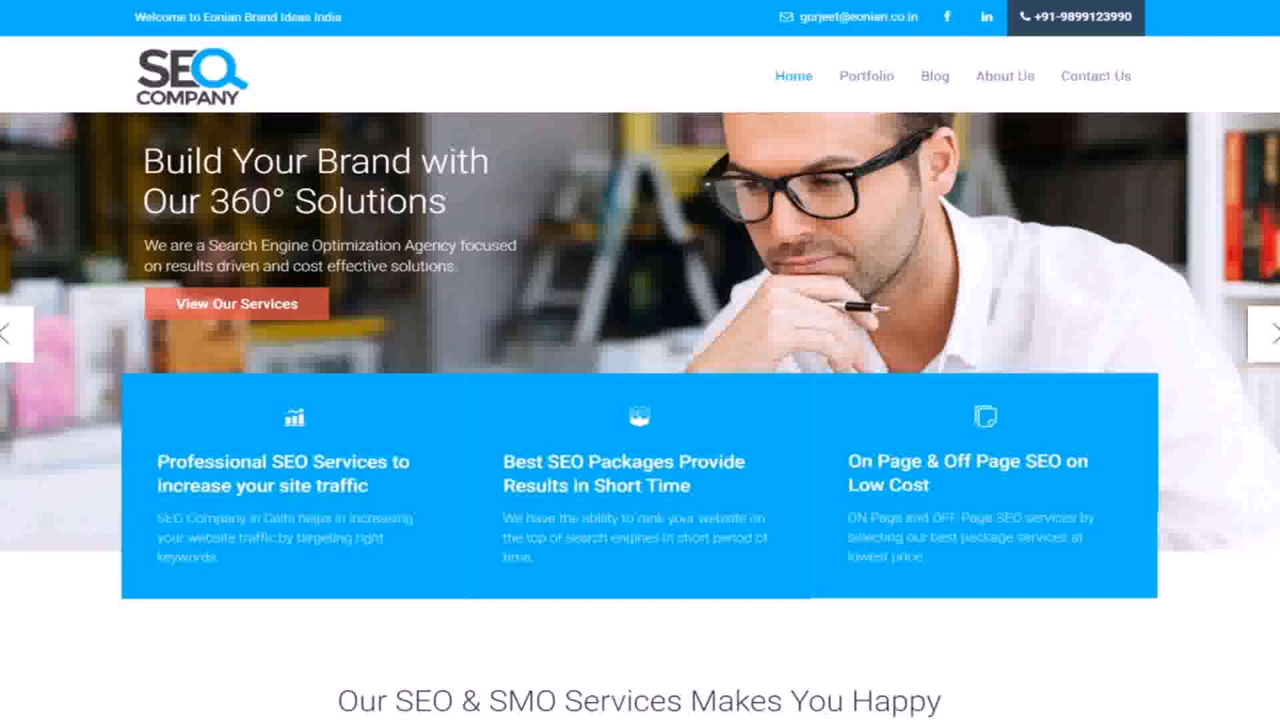 Welcome to Eonian Brand Ideas India
gurjeet@eonian.co.in
f
in
+91-9899123990
SEO
COMPANY
Home
Portfolio
Blog
About Us
Contact Us
Build Your Brand with
Our 360° Solutions
We are a Search Engine Optimization Agency focused
on results driven and cost effective solutions.
View Our Services
Professional SEO Services to
increase your site traffic
SEO Company in Delhi helps in increasing
your website traffic by targeting right
keywords.
Best SEO Packages Provide
Results in Short Time
We have the ability to rank your website on
the top of search engines in short period of
time.
On Page & Off Page SEO on
Low Cost
ON Page and OFF Page SEO services by
selecting our best package services at
lowest price
Our SEO & SMO Services Makes You Happy